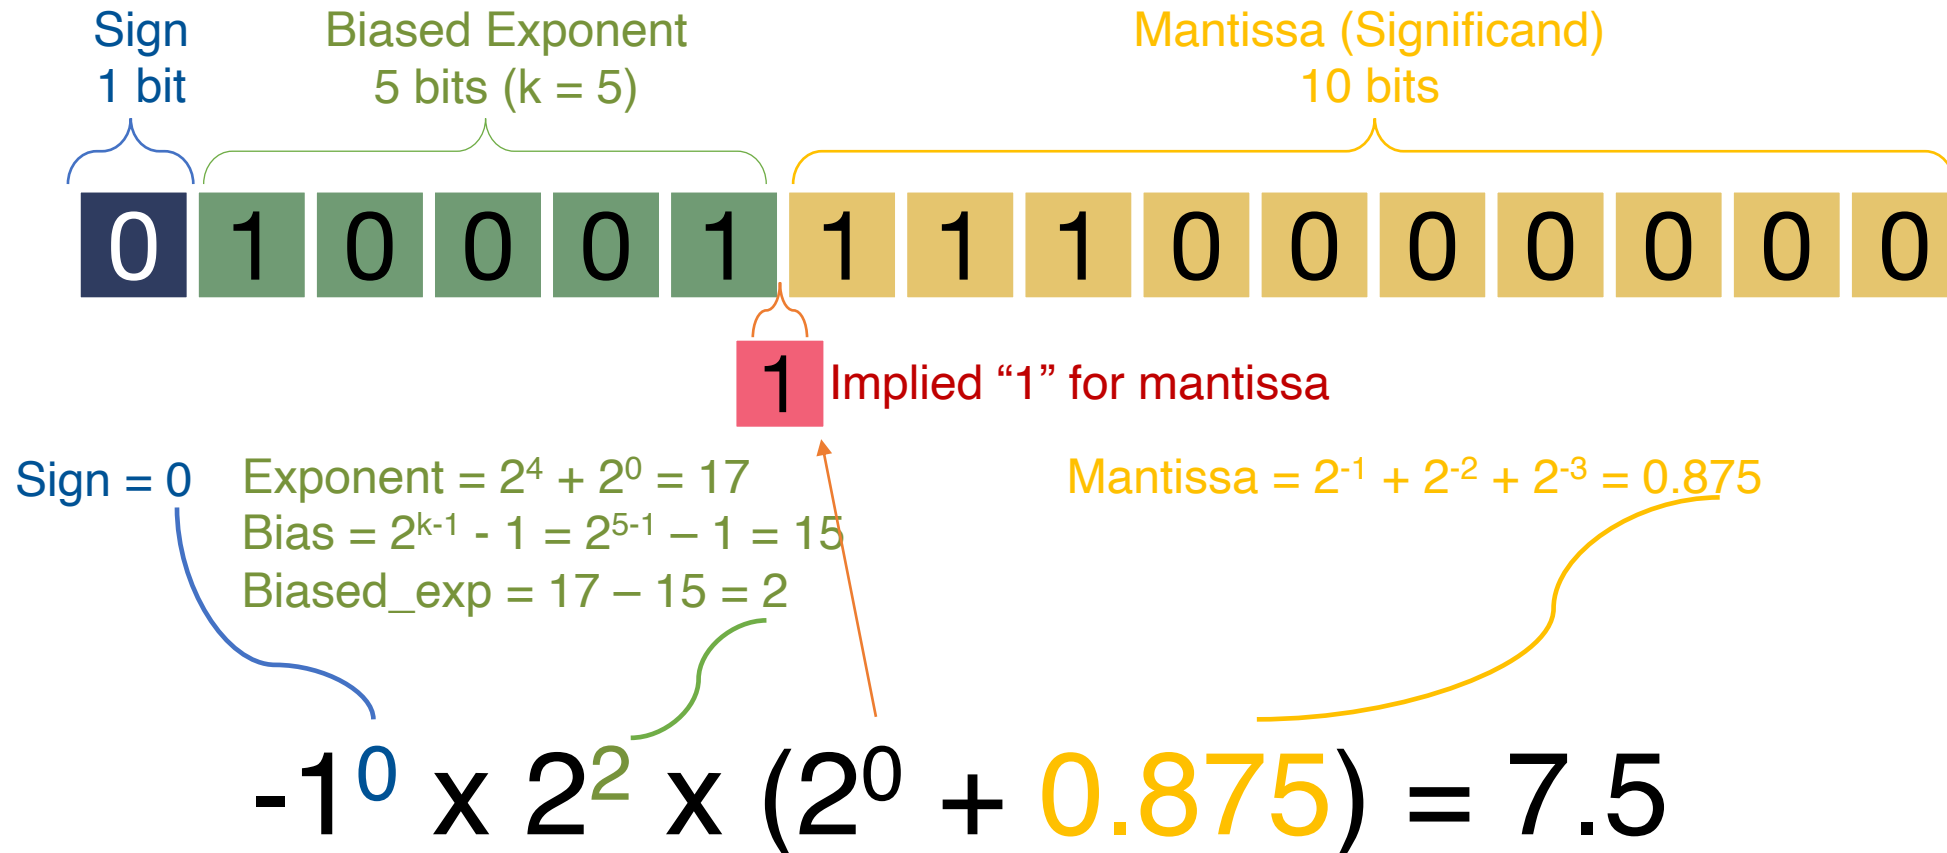 Sign
1 bit
Biased Exponent
5 bits (k = 5)
Mantissa (Significand)
10 bits
0 1 0 0 0 1 1 1 1 0 0 0 0 0 0 0
1 Implied “1” for mantissa
Sign = 0
Exponent = 2⁴ + 2⁰ = 17
Bias = 2ᵏ⁻¹ - 1 = 2⁵⁻¹ – 1 = 15
Biased_exp = 17 – 15 = 2
Mantissa = 2⁻¹ + 2⁻² + 2⁻³ = 0.875
-1⁰ x 2² x (2⁰ + 0.875) = 7.5